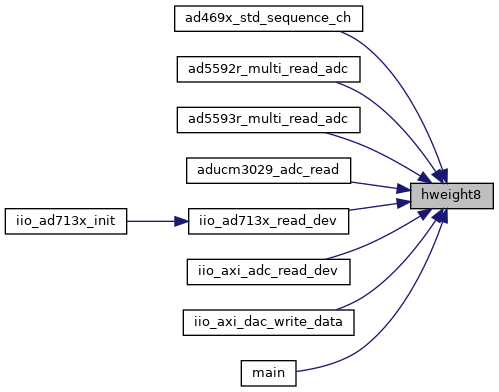 ad469x_std_sequence_ch
ad5592r_multi_read_adc
ad5593r_multi_read_adc
aducm3029_adc_read
hweight8
iio_ad713x_init
iio_ad713x_read_dev
iio_axi_adc_read_dev
iio_axi_dac_write_data
main